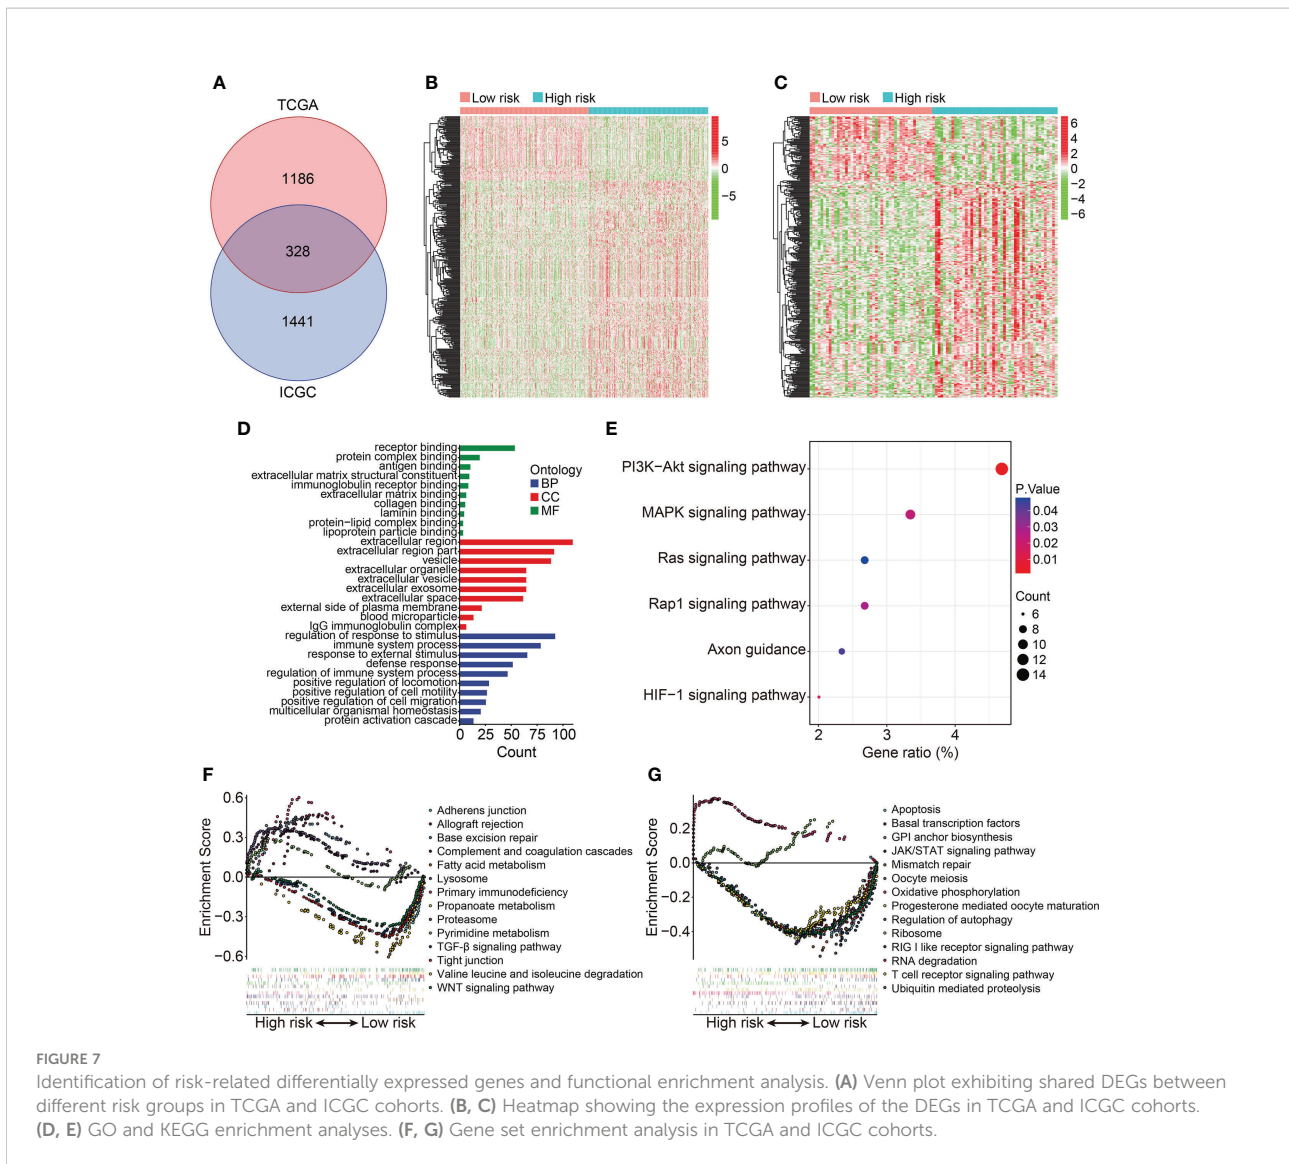 A
TCGA
1186
328
1441
ICGC
B
Low risk High risk
5
0
−5
C
Low risk High risk
6
4
2
0
−2
−4
−6
D
receptor binding
protein complex binding
antigen binding
extracellular matrix structural constituent
immunoglobulin receptor binding
extracellular matrix binding
collagen binding
laminin binding
protein−lipid complex binding
lipoprotein particle binding
extracellular region
extracellular region part
vesicle
extracellular organelle
extracellular vesicle
extracellular exosome
extracellular space
external side of plasma membrane
blood microparticle
IgG immunoglobulin complex
regulation of response to stimulus
immune system process
response to external stimulus
defense response
regulation of immune system process
positive regulation of locomotion
positive regulation of cell motility
positive regulation of cell migration
multicellular organismal homeostasis
protein activation cascade
0 25 50 75 100
Count
Ontology
BP
CC
MF
E
PI3K−Akt signaling pathway
MAPK signaling pathway
Ras signaling pathway
Rap1 signaling pathway
Axon guidance
HIF−1 signaling pathway
2 3 4
Gene ratio (%)
P.Value
0.04
0.03
0.02
0.01
Count
6
8
10
12
14
F
Enrichment Score
0.6
0.3
0.0
−0.3
−0.6
Adherens junction
Allograft rejection
Base excision repair
Complement and coagulation cascades
Fatty acid metabolism
Lysosome
Primary immunodeficiency
Propanoate metabolism
Proteasome
Pyrimidine metabolism
TGF-β signaling pathway
Tight junction
Valine leucine and isoleucine degradation
WNT signaling pathway
High risk Low risk
G
Enrichment Score
0.2
0.0
−0.2
−0.4
Apoptosis
Basal transcription factors
GPI anchor biosynthesis
JAK/STAT signaling pathway
Mismatch repair
Oocyte meiosis
Oxidative phosphorylation
Progesterone mediated oocyte maturation
Regulation of autophagy
Ribosome
RIG I like receptor signaling pathway
RNA degradation
T cell receptor signaling pathway
Ubiquitin mediated proteolysis
High risk Low risk
FIGURE 7
Identification of risk-related differentially expressed genes and functional enrichment analysis. (A) Venn plot exhibiting shared DEGs between
different risk groups in TCGA and ICGC cohorts. (B, C) Heatmap showing the expression profiles of the DEGs in TCGA and ICGC cohorts.
(D, E) GO and KEGG enrichment analyses. (F, G) Gene set enrichment analysis in TCGA and ICGC cohorts.